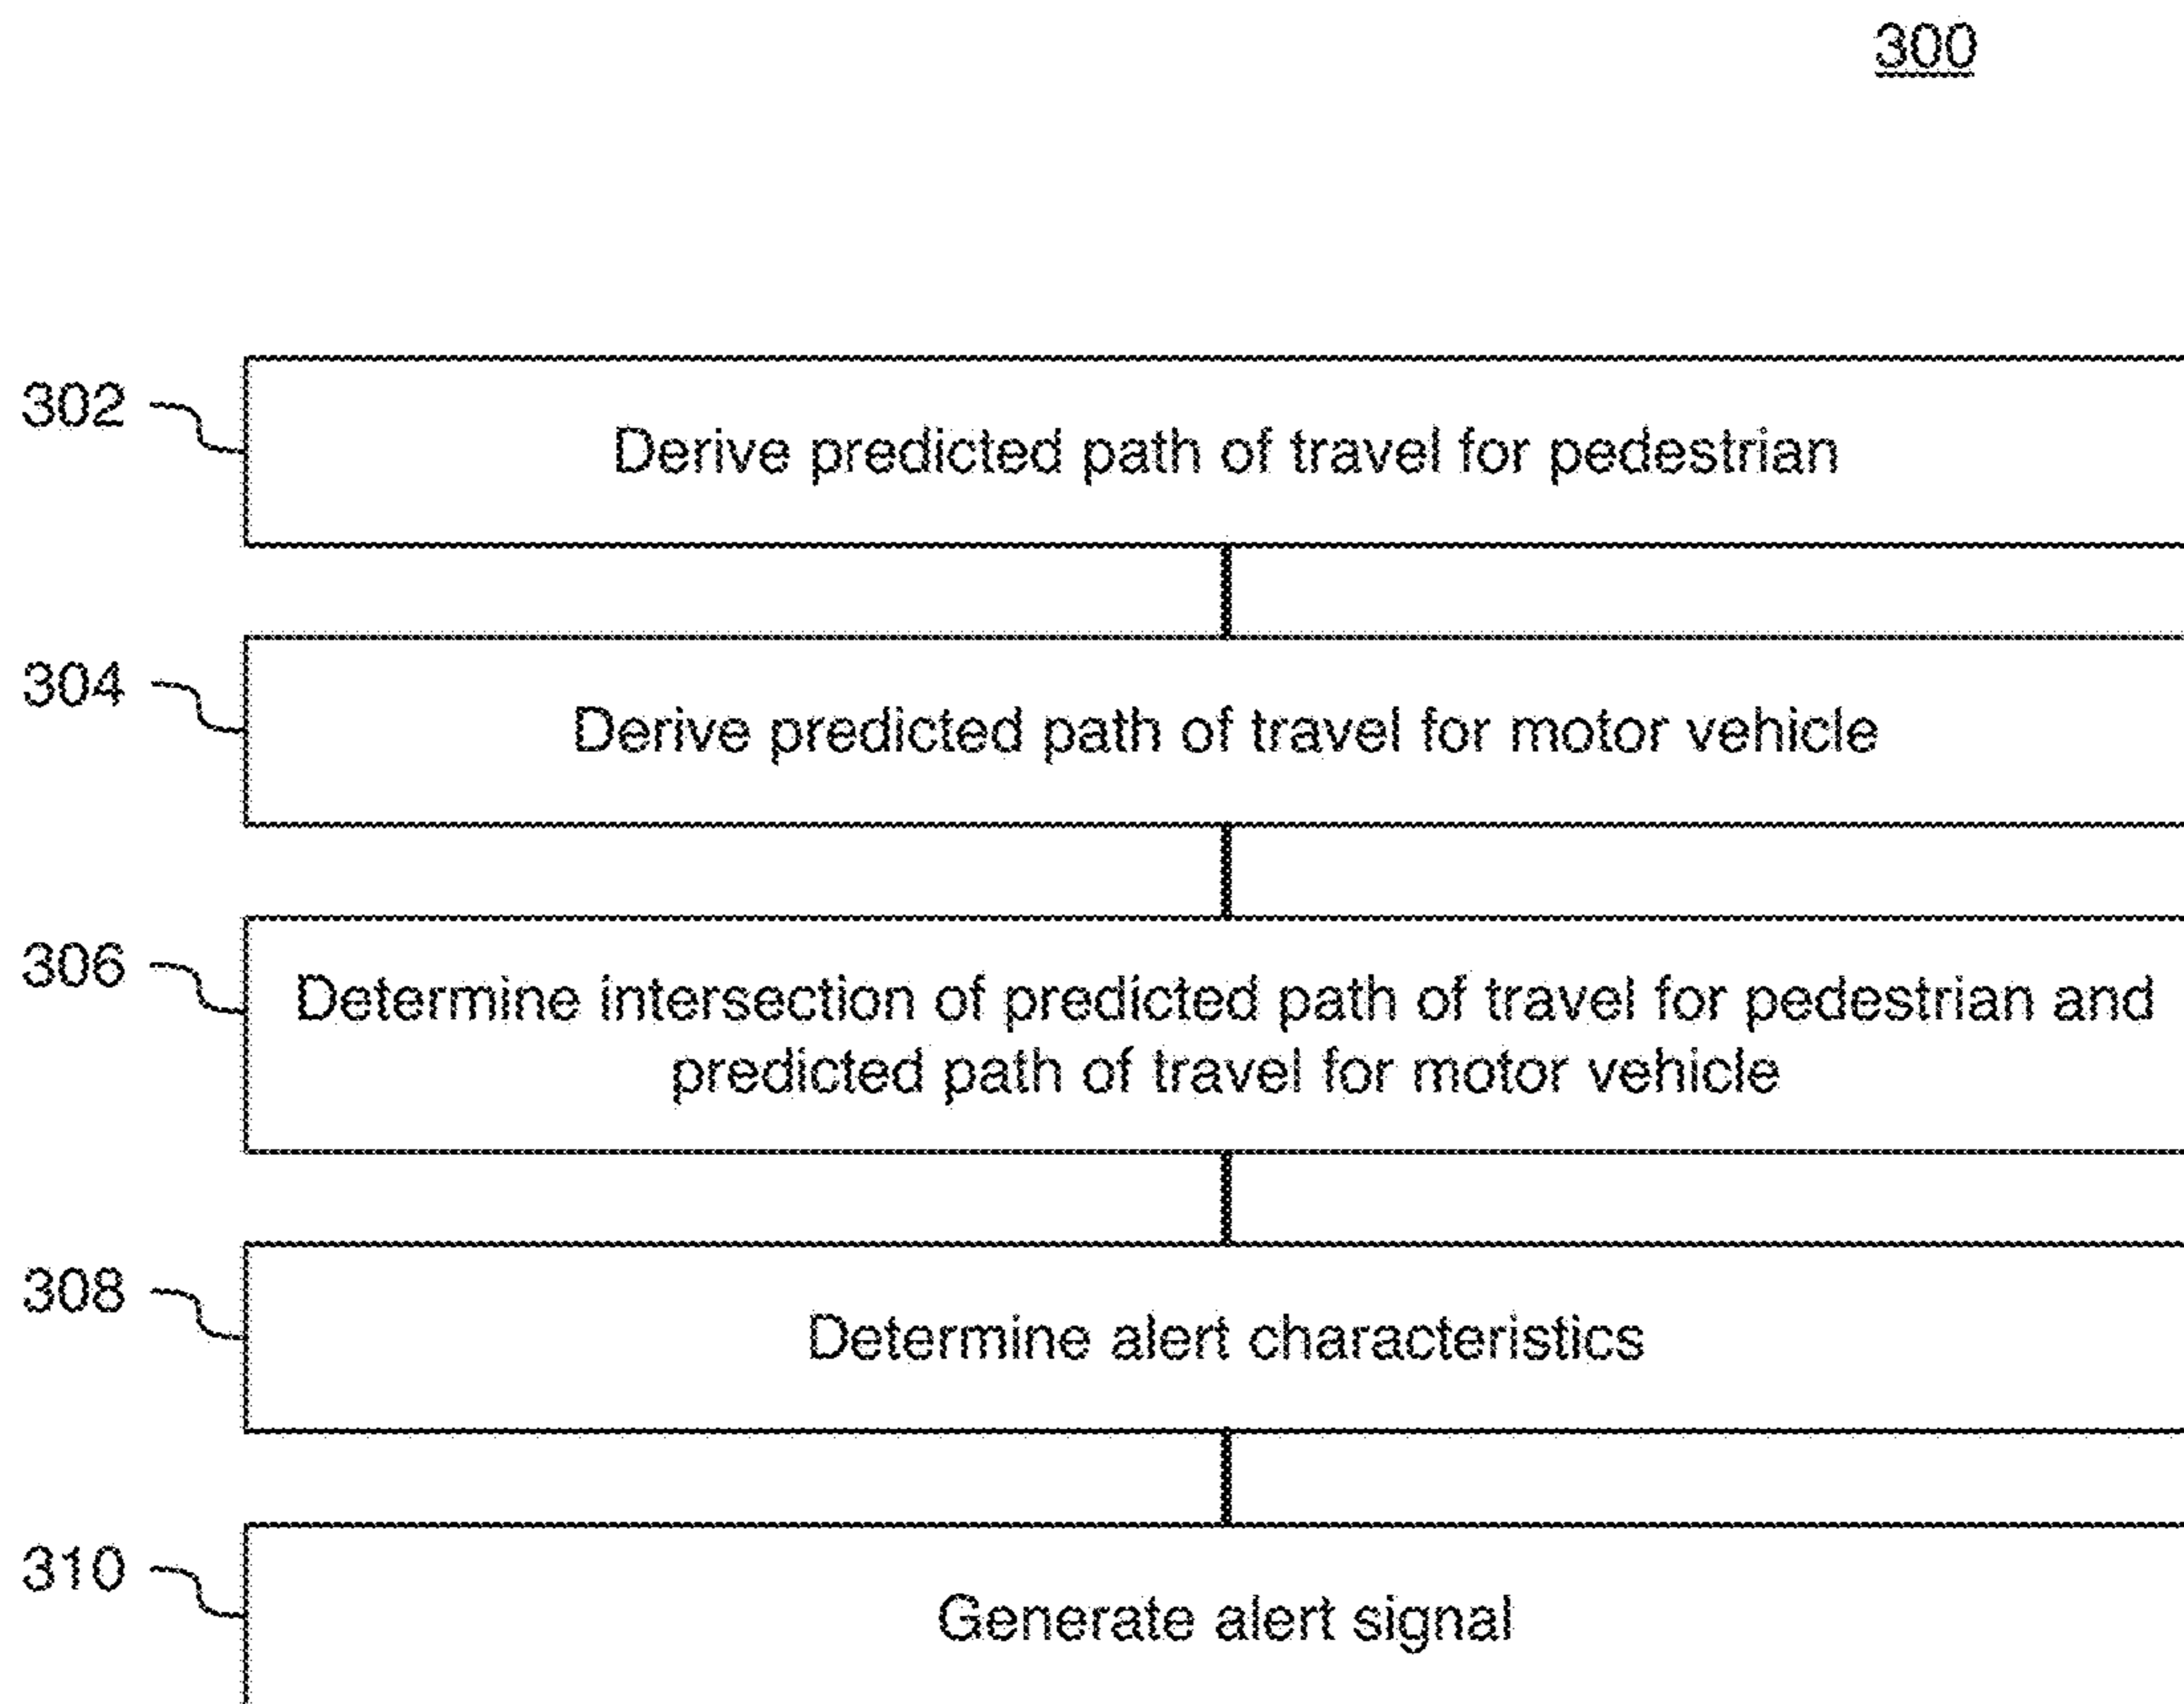 300
302
Derive predicted path of travel for pedestrian
304
Derive predicted path of travel for motor vehicle
306
Determine intersection of predicted path of travel for pedestrian and
predicted path of travel for motor vehicle
308
Determine alert characteristics
310
Generate alert signal